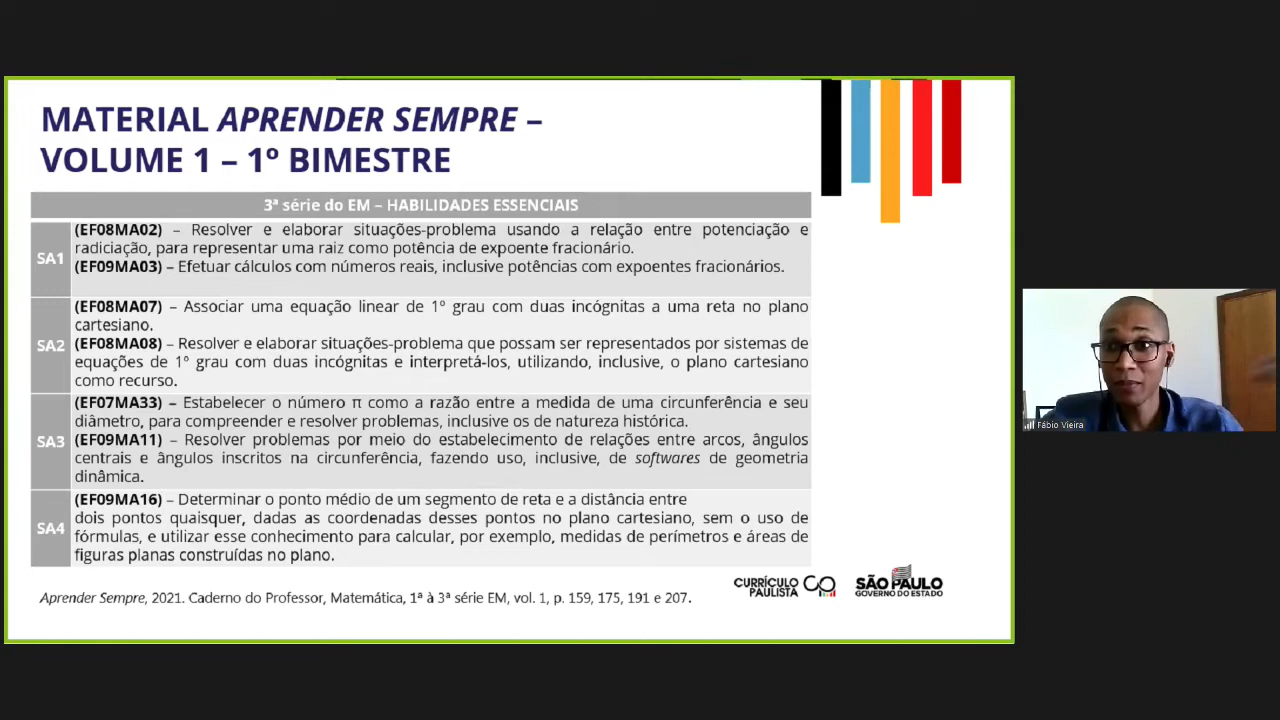 MATERIAL APRENDER SEMPRE –
VOLUME 1 – 1º BIMESTRE
3ª série do EM – HABILIDADES ESSENCIAIS
SA1
(EF08MA02) – Resolver e elaborar situações-problema usando a relação entre potenciação e
radiciação, para representar uma raiz como potência de expoente fracionário.
(EF09MA03) – Efetuar cálculos com números reais, inclusive potências com expoentes fracionários.
SA2
(EF08MA07) – Associar uma equação linear de 1º grau com duas incógnitas a uma reta no plano
cartesiano.
(EF08MA08) – Resolver e elaborar situações-problema que possam ser representados por sistemas de
equações de 1º grau com duas incógnitas e interpretá-los, utilizando, inclusive, o plano cartesiano
como recurso.
SA3
(EF07MA33) – Estabelecer o número π como a razão entre a medida de uma circunferência e seu
diâmetro, para compreender e resolver problemas, inclusive os de natureza histórica.
(EF09MA11) – Resolver problemas por meio do estabelecimento de relações entre arcos, ângulos
centrais e ângulos inscritos na circunferência, fazendo uso, inclusive, de softwares de geometria
dinâmica.
SA4
(EF09MA16) – Determinar o ponto médio de um segmento de reta e a distância entre
dois pontos quaisquer, dadas as coordenadas desses pontos no plano cartesiano, sem o uso de
fórmulas, e utilizar esse conhecimento para calcular, por exemplo, medidas de perímetros e áreas de
figuras planas construídas no plano.
Aprender Sempre, 2021. Caderno do Professor, Matemática, 1ª à 3ª série EM, vol. 1, p. 159, 175, 191 e 207.
CURRÍCULO
PAULISTA
SÃO PAULO
GOVERNO DO ESTADO
Fábio Vieira